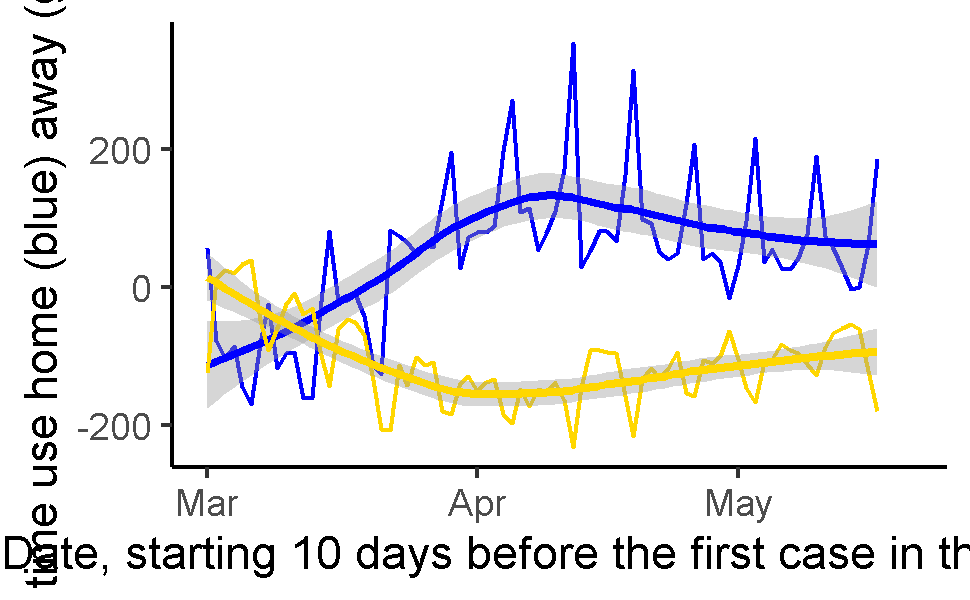 time use home (blue) away (
200
0
-200
Mar Apr May
Date, starting 10 days before the first case in th